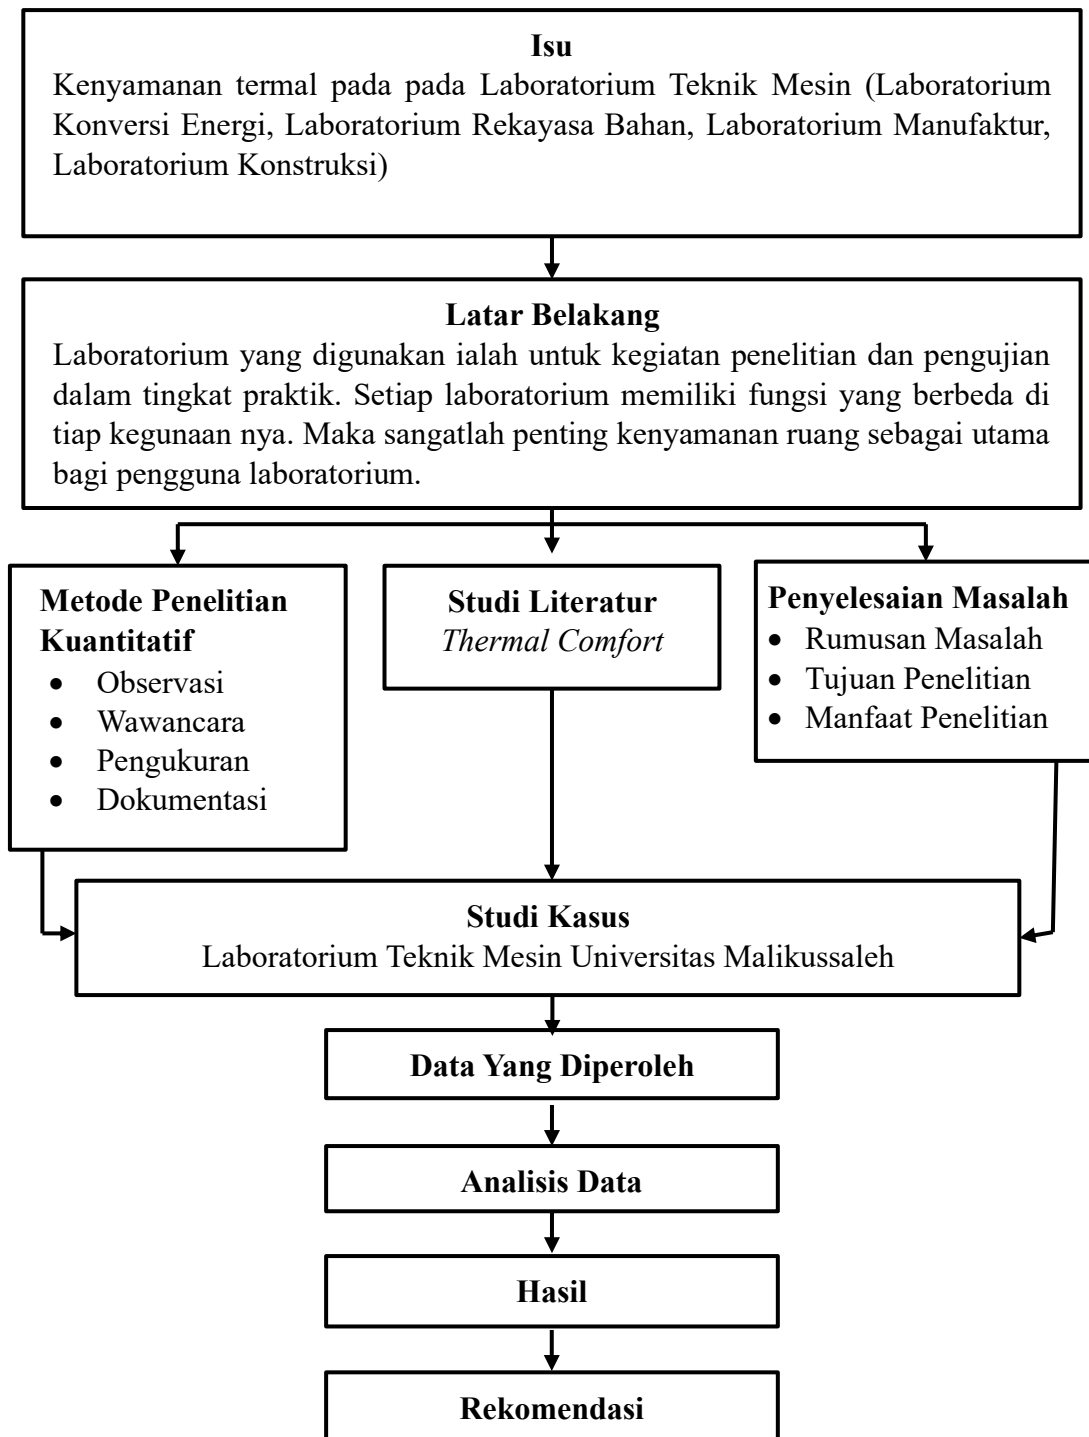 Isu
Kenyamanan termal pada pada Laboratorium Teknik Mesin (Laboratorium
Konversi Energi, Laboratorium Rekayasa Bahan, Laboratorium Manufaktur,
Laboratorium Konstruksi)
Latar Belakang
Laboratorium yang digunakan ialah untuk kegiatan penelitian dan pengujian
dalam tingkat praktik. Setiap laboratorium memiliki fungsi yang berbeda di
tiap kegunaan nya. Maka sangatlah penting kenyamanan ruang sebagai utama
bagi pengguna laboratorium.
Metode Penelitian
Kuantitatif
• Observasi
• Wawancara
• Pengukuran
• Dokumentasi
Studi Literatur
Thermal Comfort
Penyelesaian Masalah
• Rumusan Masalah
• Tujuan Penelitian
• Manfaat Penelitian
Studi Kasus
Laboratorium Teknik Mesin Universitas Malikussaleh
Data Yang Diperoleh
Analisis Data
Hasil
Rekomendasi